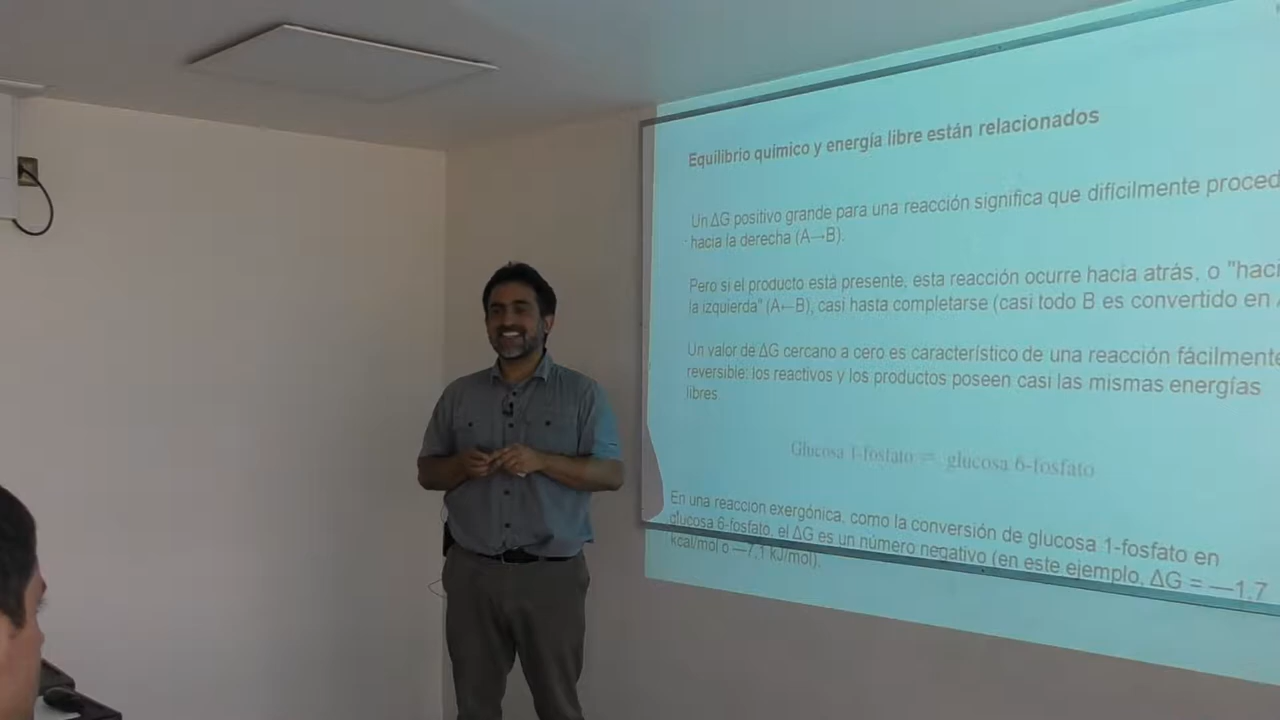 Equilibrio químico y energía libre están relacionados
Un ΔG positivo grande para una reacción significa que difícilmente proced
hacia la derecha (A→B).
Pero si el producto está presente, esta reacción ocurre hacia atrás, o "haci
la izquierda" (A←B), casi hasta completarse (casi todo B es convertido en A
Un valor de ΔG cercano a cero es característico de una reacción fácilmente
reversible: los reactivos y los productos poseen casi las mismas energías
libres
Glucosa 1-fosfato ⇌ glucosa 6-fosfato
En una reacción exergónica, como la conversión de glucosa 1-fosfato en
glucosa 6-fosfato, el ΔG es un número negativo (en este ejemplo, ΔG = —1.7
kcal/mol o —7.1 kJ/mol).